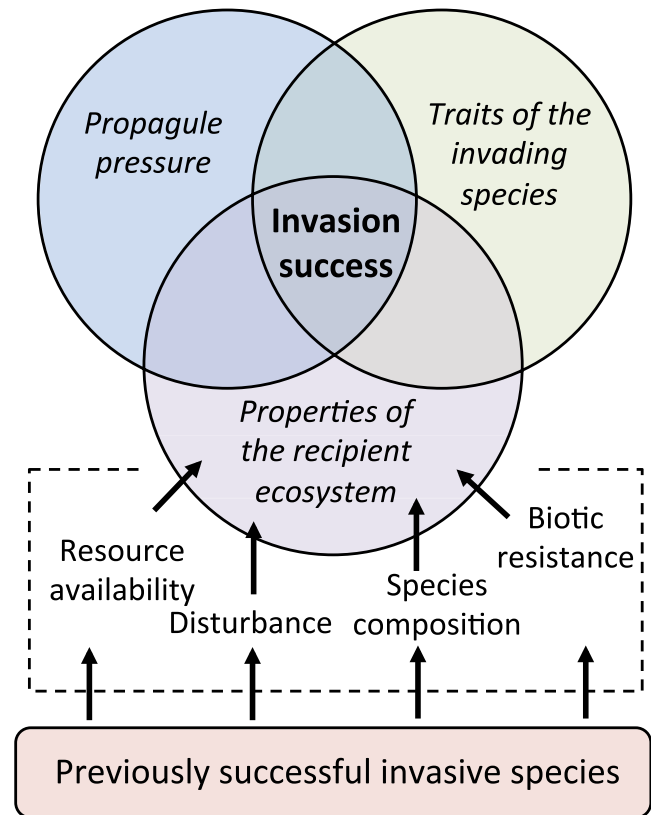 Propagule
pressure
Traits of the
invading
species
Invasion
success
Properties of
the recipient
ecosystem
Resource
availability
Disturbance
Species
composition
Biotic
resistance
Previously successful invasive species